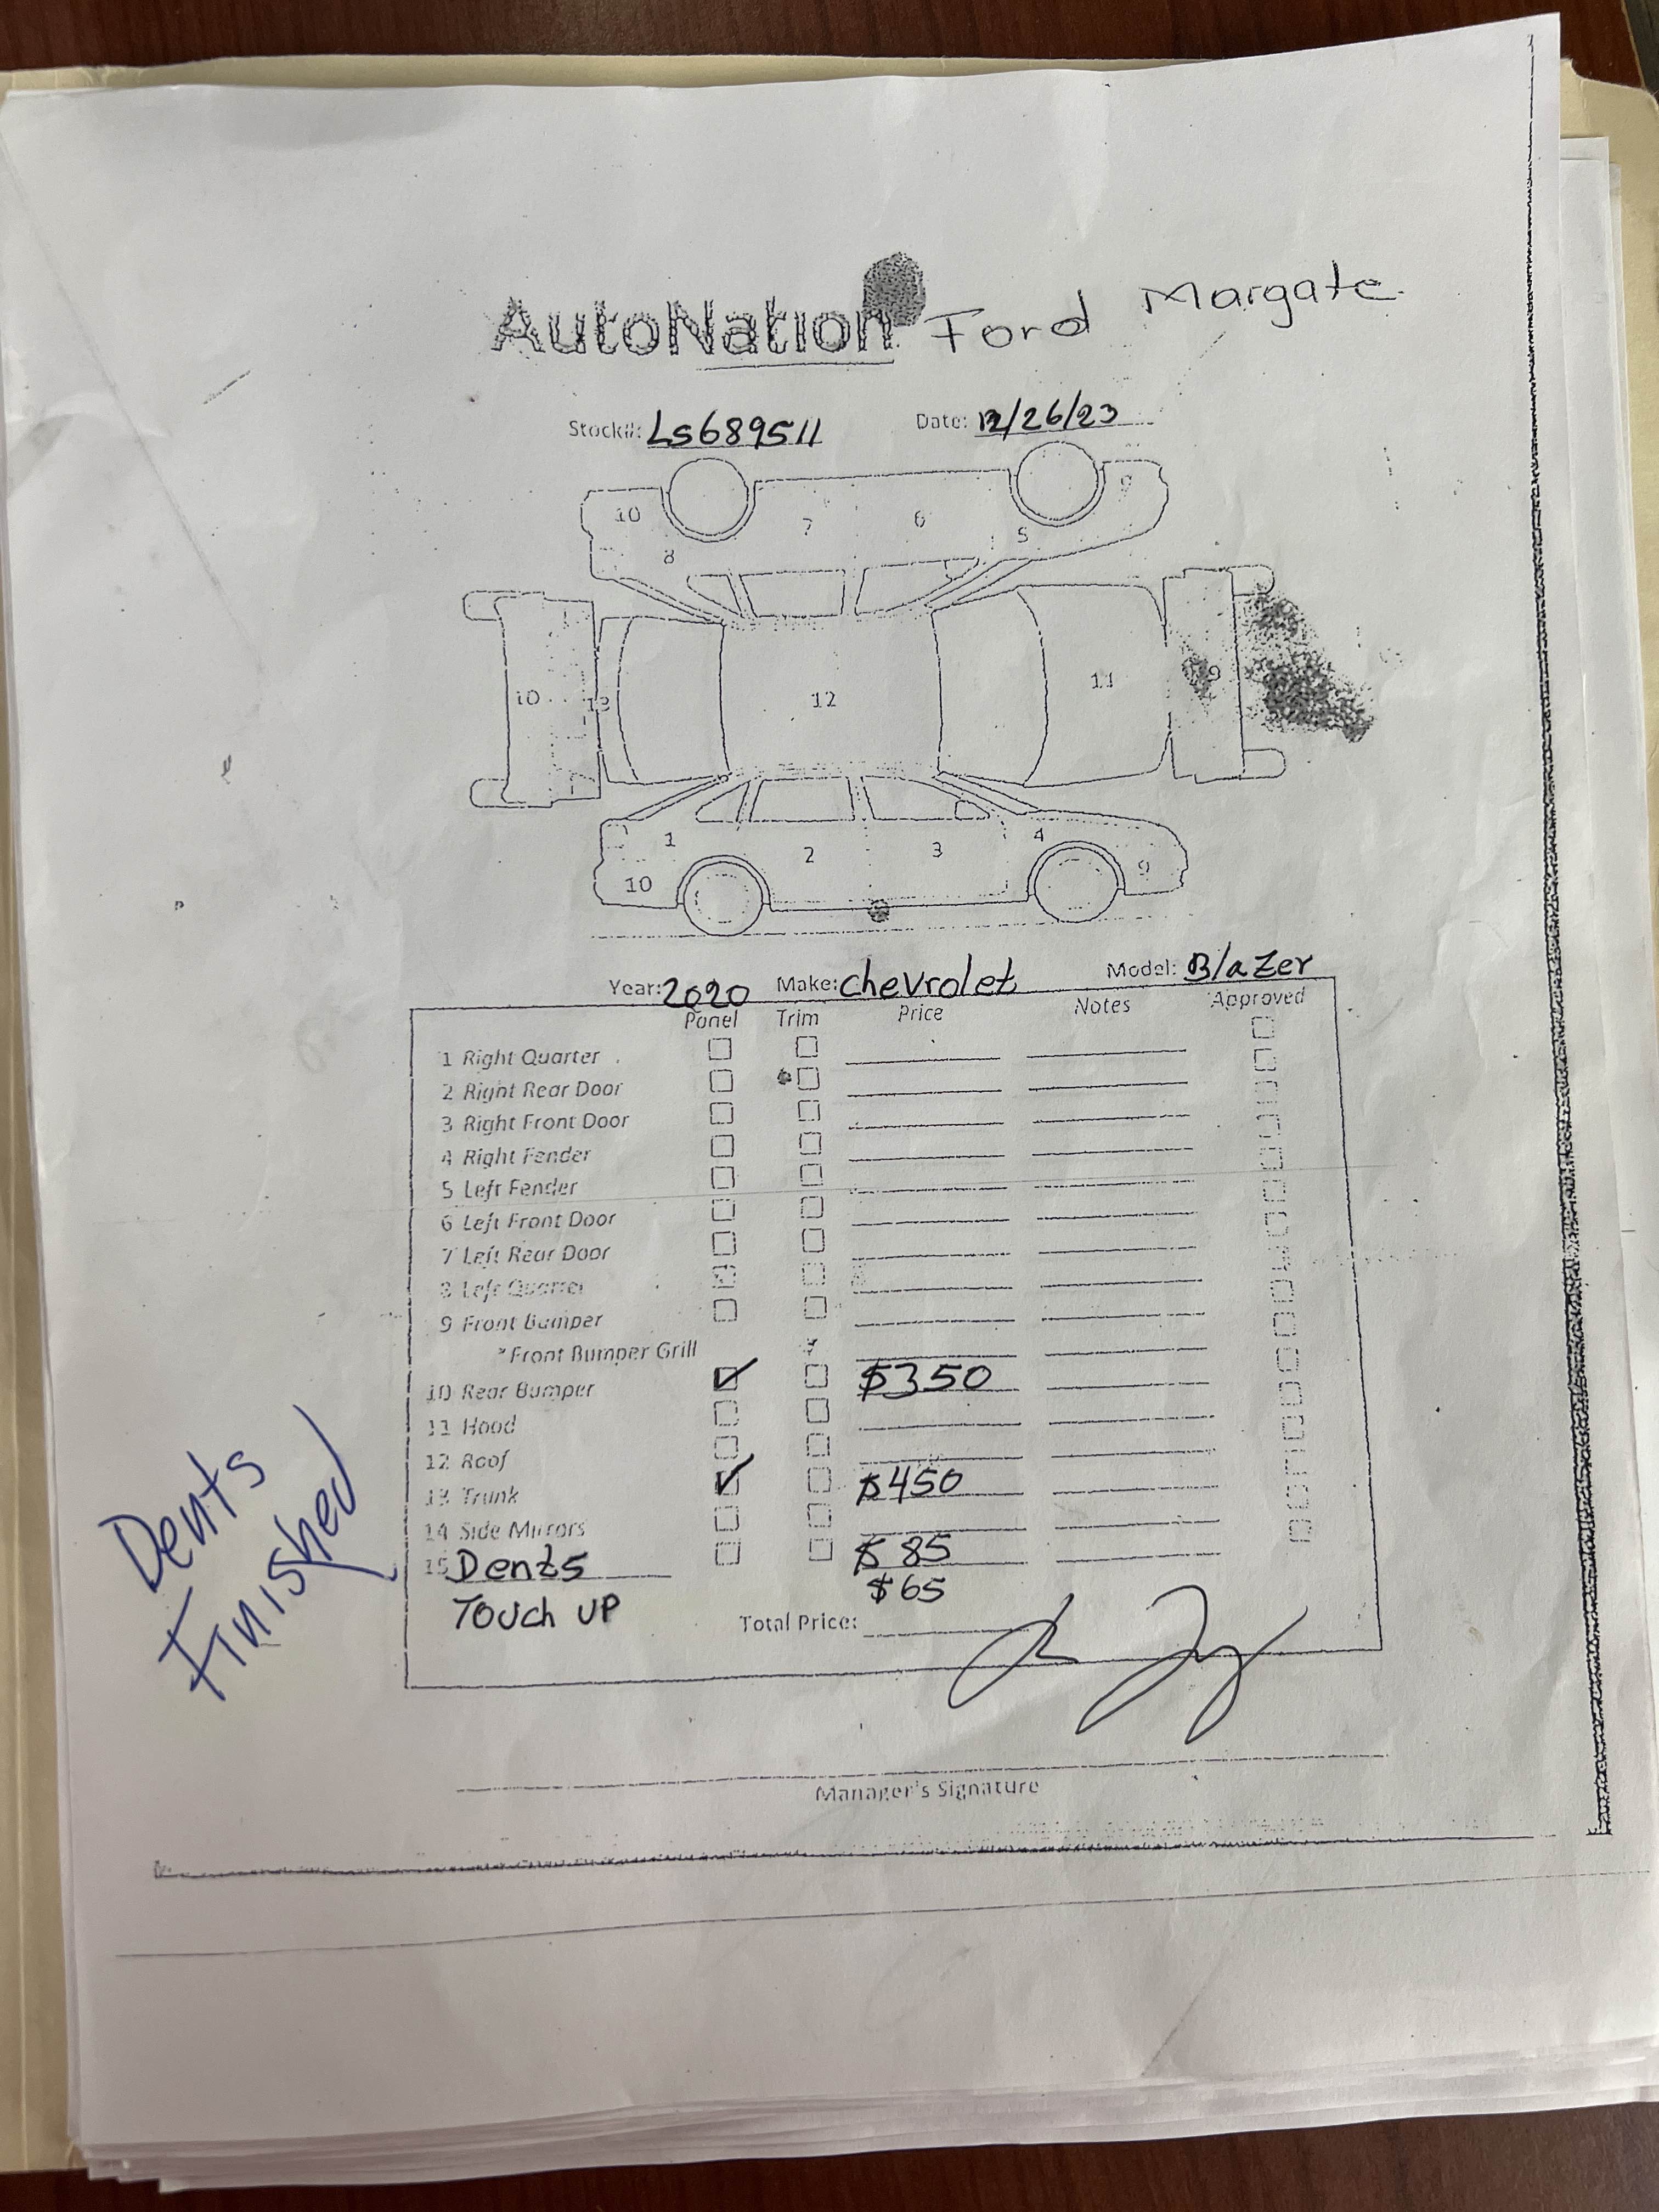 AutoNation Ford Margate
Stock#: LS689511 Date: 12/26/23
10 7 6 5 9
8
10 13 12 11 9
1 2 3 4
10 9
Year: 2020 Make: Chevrolet Model: Blazer
Panel Trim Price Notes Approved
1 Right Quarter
2 Right Rear Door
3 Right Front Door
4 Right Fender
5 Left Fender
6 Left Front Door
7 Left Rear Door
8 Left Quarter
9 Front Bumper
*Front Bumper Grill
10 Rear Bumper $350
11 Hood
12 Roof
13 Trunk $450
14 Side Mirrors
15 Dents $85
Touch UP $65
Total Price:
Manager's Signature
Dents
Finished